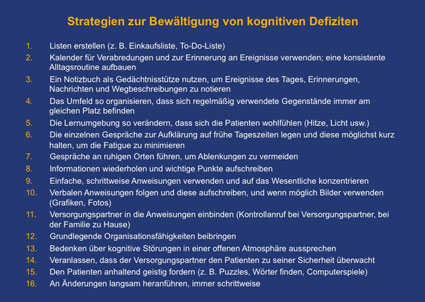 Strategien zur Bewältigung von kognitiven Defiziten
1. Listen erstellen (z. B. Einkaufsliste, To-Do-Liste)
2. Kalender für Verabredungen und zur Erinnerung an Ereignisse verwenden; eine konsistente
Alltagsroutine aufbauen
3. Ein Notizbuch als Gedächtnisstütze nutzen, um Ereignisse des Tages, Erinnerungen,
Nachrichten und Wegbeschreibungen zu notieren
4. Das Umfeld so organisieren, dass sich regelmäßig verwendete Gegenstände immer am
gleichen Platz befinden
5. Die Lernumgebung so verändern, dass sich die Patienten wohlfühlen (Hitze, Licht usw.)
6. Die einzelnen Gespräche zur Aufklärung auf frühe Tageszeiten legen und diese möglichst kurz
halten, um die Fatigue zu minimieren
7. Gespräche an ruhigen Orten führen, um Ablenkungen zu vermeiden
8. Informationen wiederholen und wichtige Punkte aufschreiben
9. Einfache, schrittweise Anweisungen verwenden und auf das Wesentliche konzentrieren
10. Verbalen Anweisungen folgen und diese aufschreiben, und wenn möglich Bilder verwenden
(Grafiken, Fotos)
11. Versorgungspartner in die Anweisungen einbinden (Kontrollanruf bei Versorgungspartner, bei
der Familie zu Hause)
12. Grundlegende Organisationsfähigkeiten beibringen
13. Bedenken über kognitive Störungen in einer offenen Atmosphäre aussprechen
14. Veranlassen, dass der Versorgungspartner den Patienten zu seiner Sicherheit überwacht
15. Den Patienten anhaltend geistig fordern (z. B. Puzzles, Wörter finden, Computerspiele)
16. An Änderungen langsam heranführen, immer schrittweise